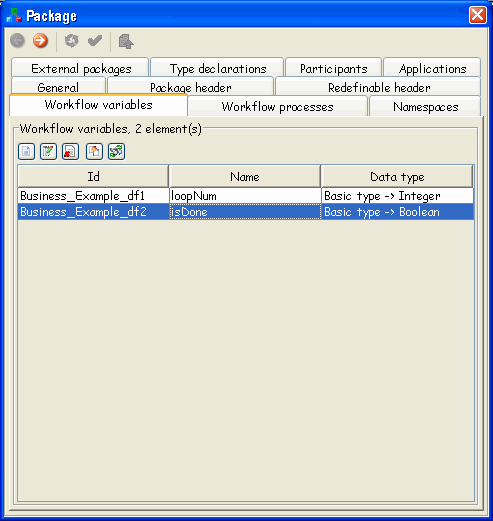 Package
External packages Type declarations Participants Applications
General Package header Redefinable header
Workflow variables Workflow processes Namespaces
Workflow variables, 2 element(s)
Id Name Data type
Business_Example_df1 loopNum Basic type -> Integer
Business_Example_df2 isDone Basic type -> Boolean